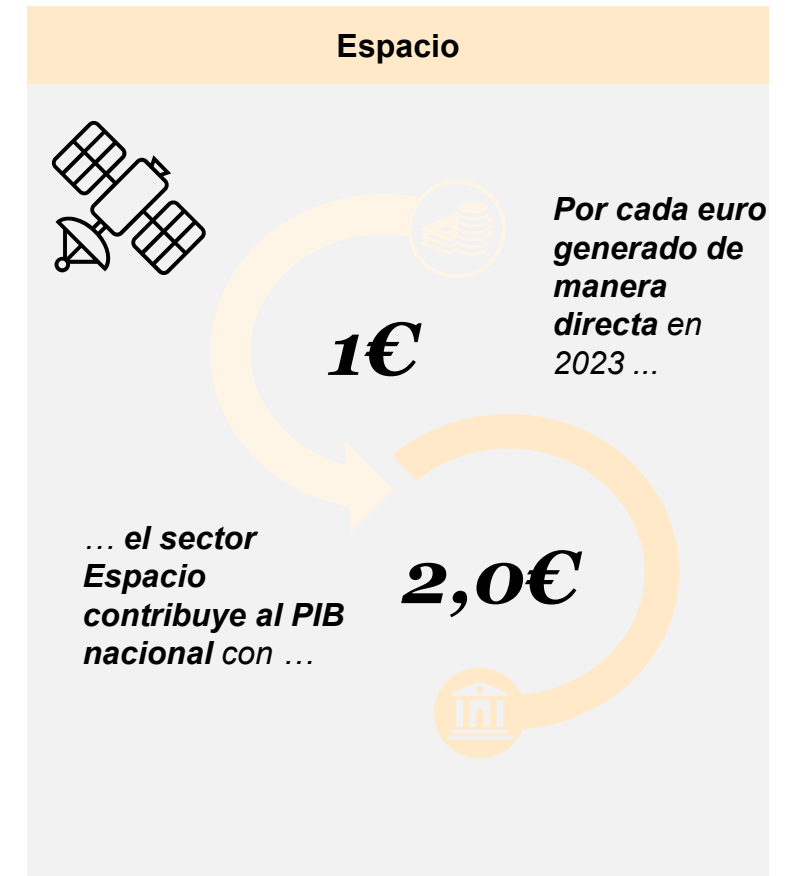 Espacio
Por cada euro
generado de
manera
directa en
2023 ...
1€
… el sector
Espacio
contribuye al PIB
nacional con …
2,0€